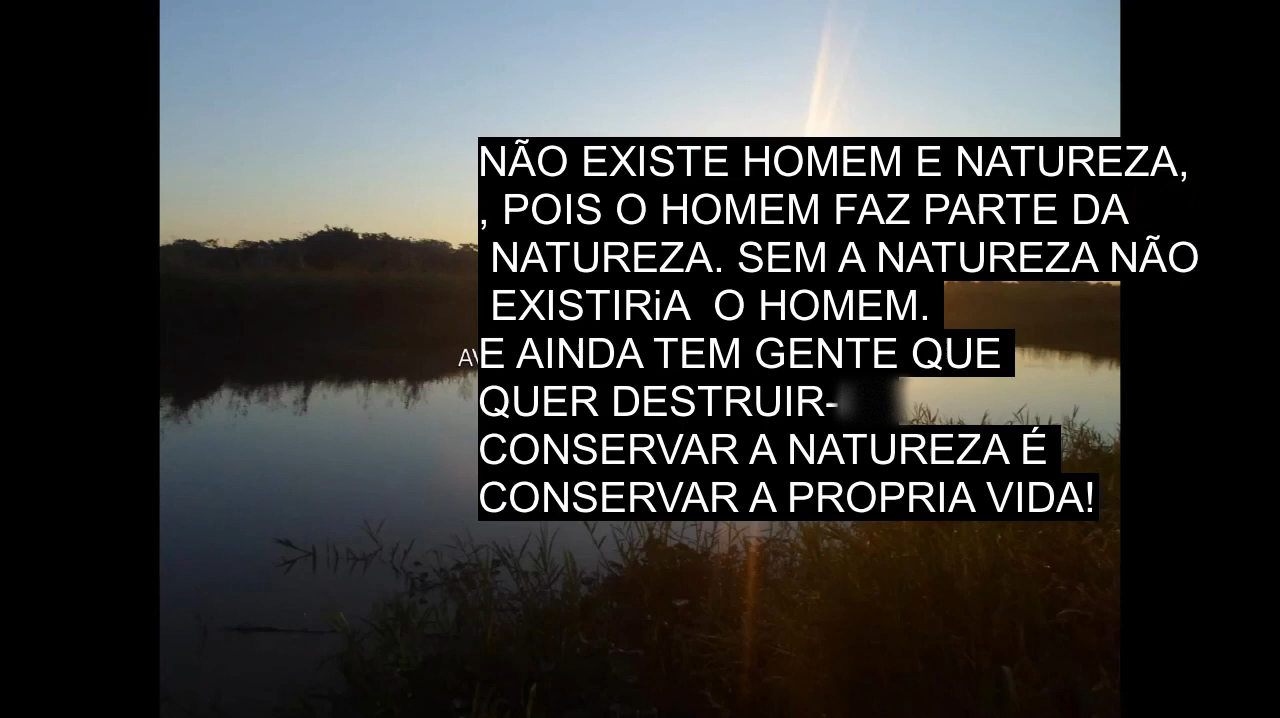 NÃO EXISTE HOMEM E NATUREZA,
, POIS O HOMEM FAZ PARTE DA
NATUREZA. SEM A NATUREZA NÃO
EXISTIRiA O HOMEM.
E AINDA TEM GENTE QUE
QUER DESTRUIR-
CONSERVAR A NATUREZA É
CONSERVAR A PROPRIA VIDA!